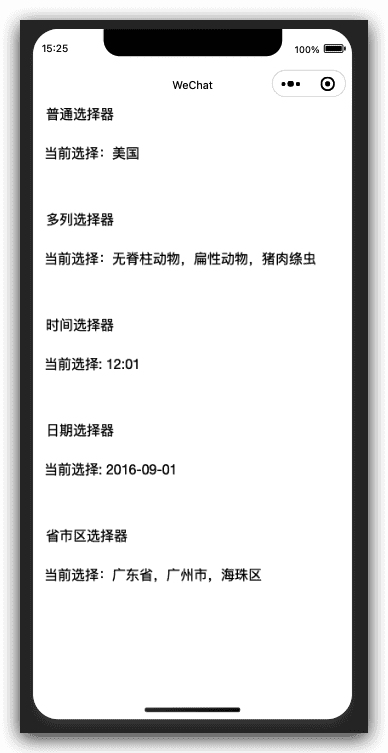 15:25
100%
WeChat
普通选择器
当前选择：美国
多列选择器
当前选择：无脊柱动物，扁性动物，猪肉绦虫
时间选择器
当前选择: 12:01
日期选择器
当前选择: 2016-09-01
省市区选择器
当前选择：广东省，广州市，海珠区